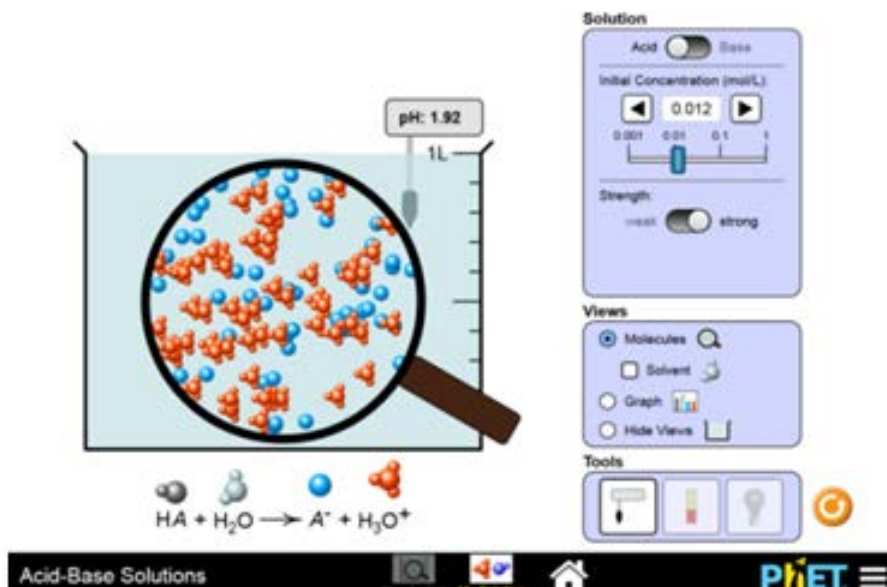 Solution
Acid Base
Initial Concentration (mol/L):
0.012
0.001 0.01 0.1 1
Strength:
weak strong
pH: 1.92
1L
Views
Molecules
Solvent
Graph
Hide Views
Tools
HA + H₂O → A⁻ + H₃O⁺
Acid-Base Solutions
PhET